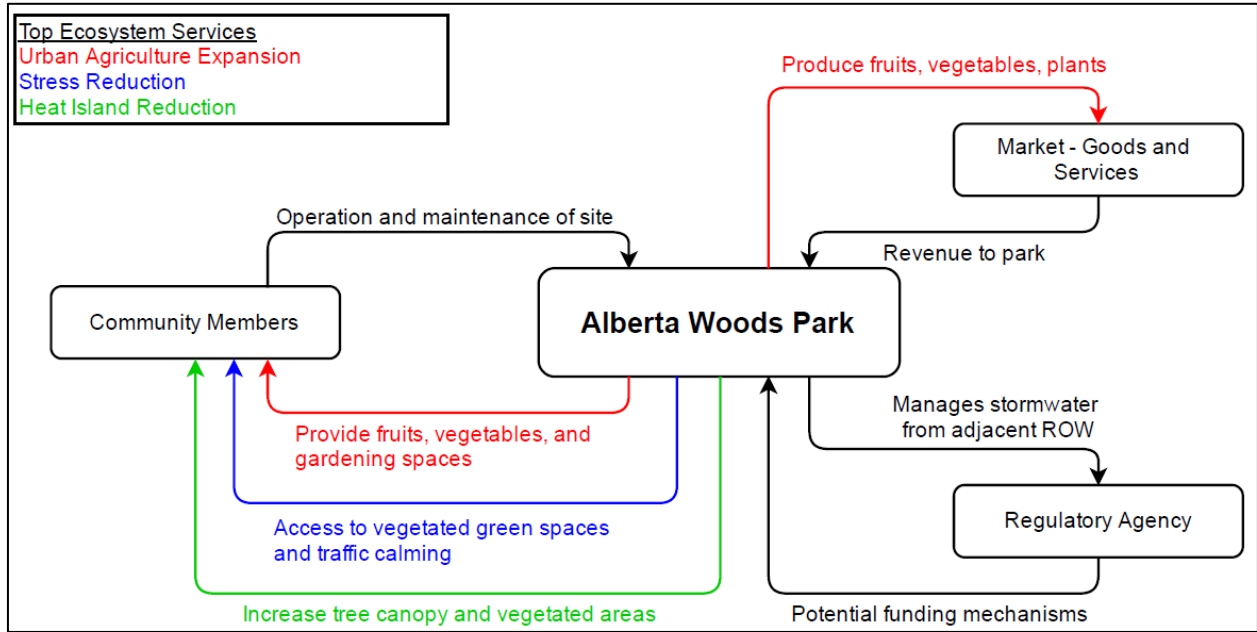 Top Ecosystem Services
Urban Agriculture Expansion
Stress Reduction
Heat Island Reduction
Produce fruits, vegetables, plants
Market - Goods and
Services
Operation and maintenance of site
Revenue to park
Community Members
Alberta Woods Park
Manages stormwater
from adjacent ROW
Provide fruits, vegetables, and
gardening spaces
Regulatory Agency
Access to vegetated green spaces
and traffic calming
Increase tree canopy and vegetated areas
Potential funding mechanisms